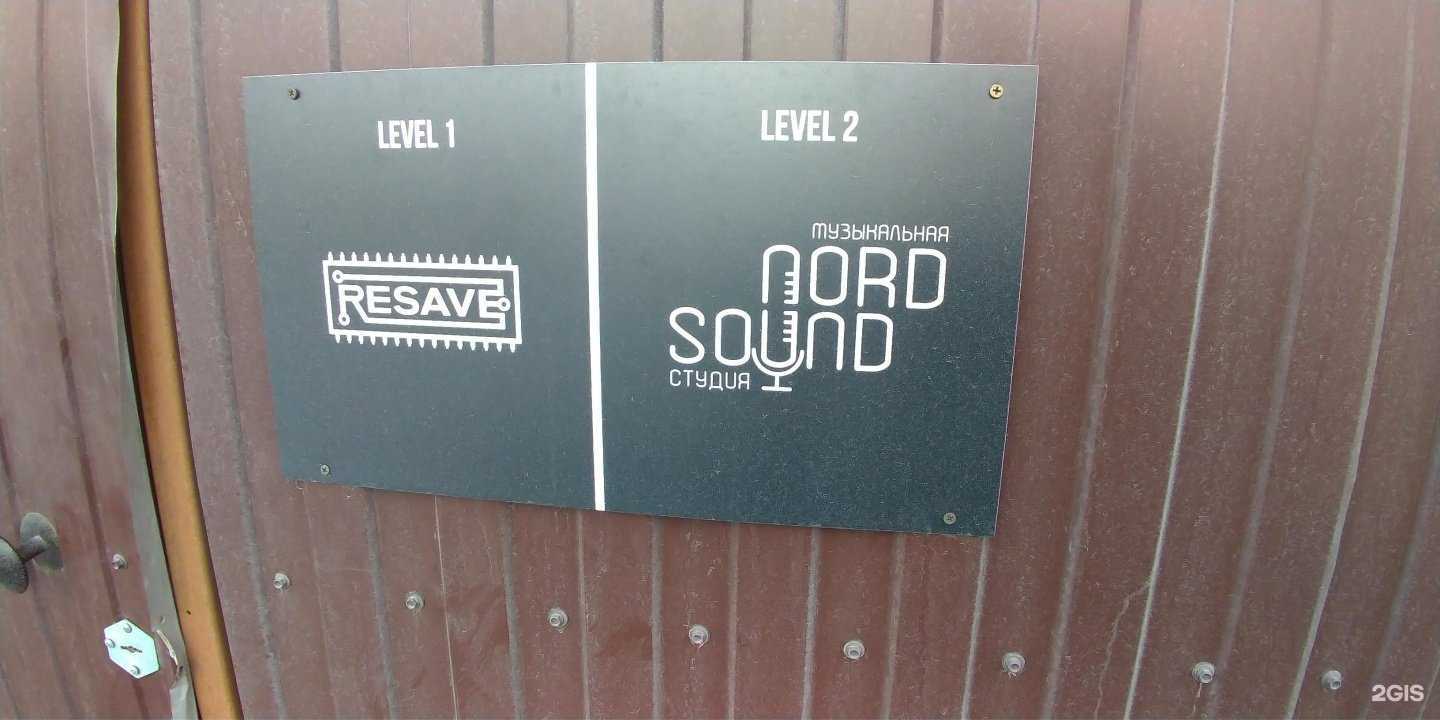 LEVEL 1
RESAVE
LEVEL 2
МУЗЫКАЛЬНАЯ
NORD
SOUND
СТУДИЯ
2GIS